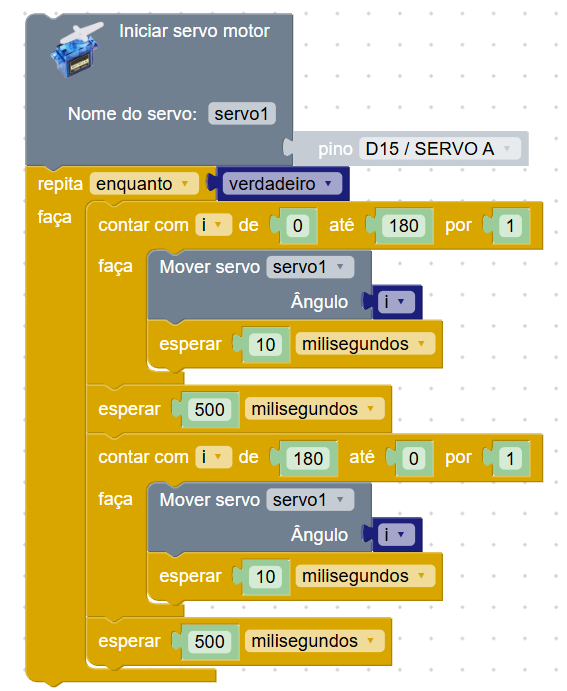 Iniciar servo motor
Nome do servo: servo1
pino D15 / SERVO A
repita enquanto verdadeiro
faça contar com i de 0 até 180 por 1
faça Mover servo servo1
Ângulo i
esperar 10 milisegundos
esperar 500 milisegundos
contar com i de 180 até 0 por 1
faça Mover servo servo1
Ângulo i
esperar 10 milisegundos
esperar 500 milisegundos